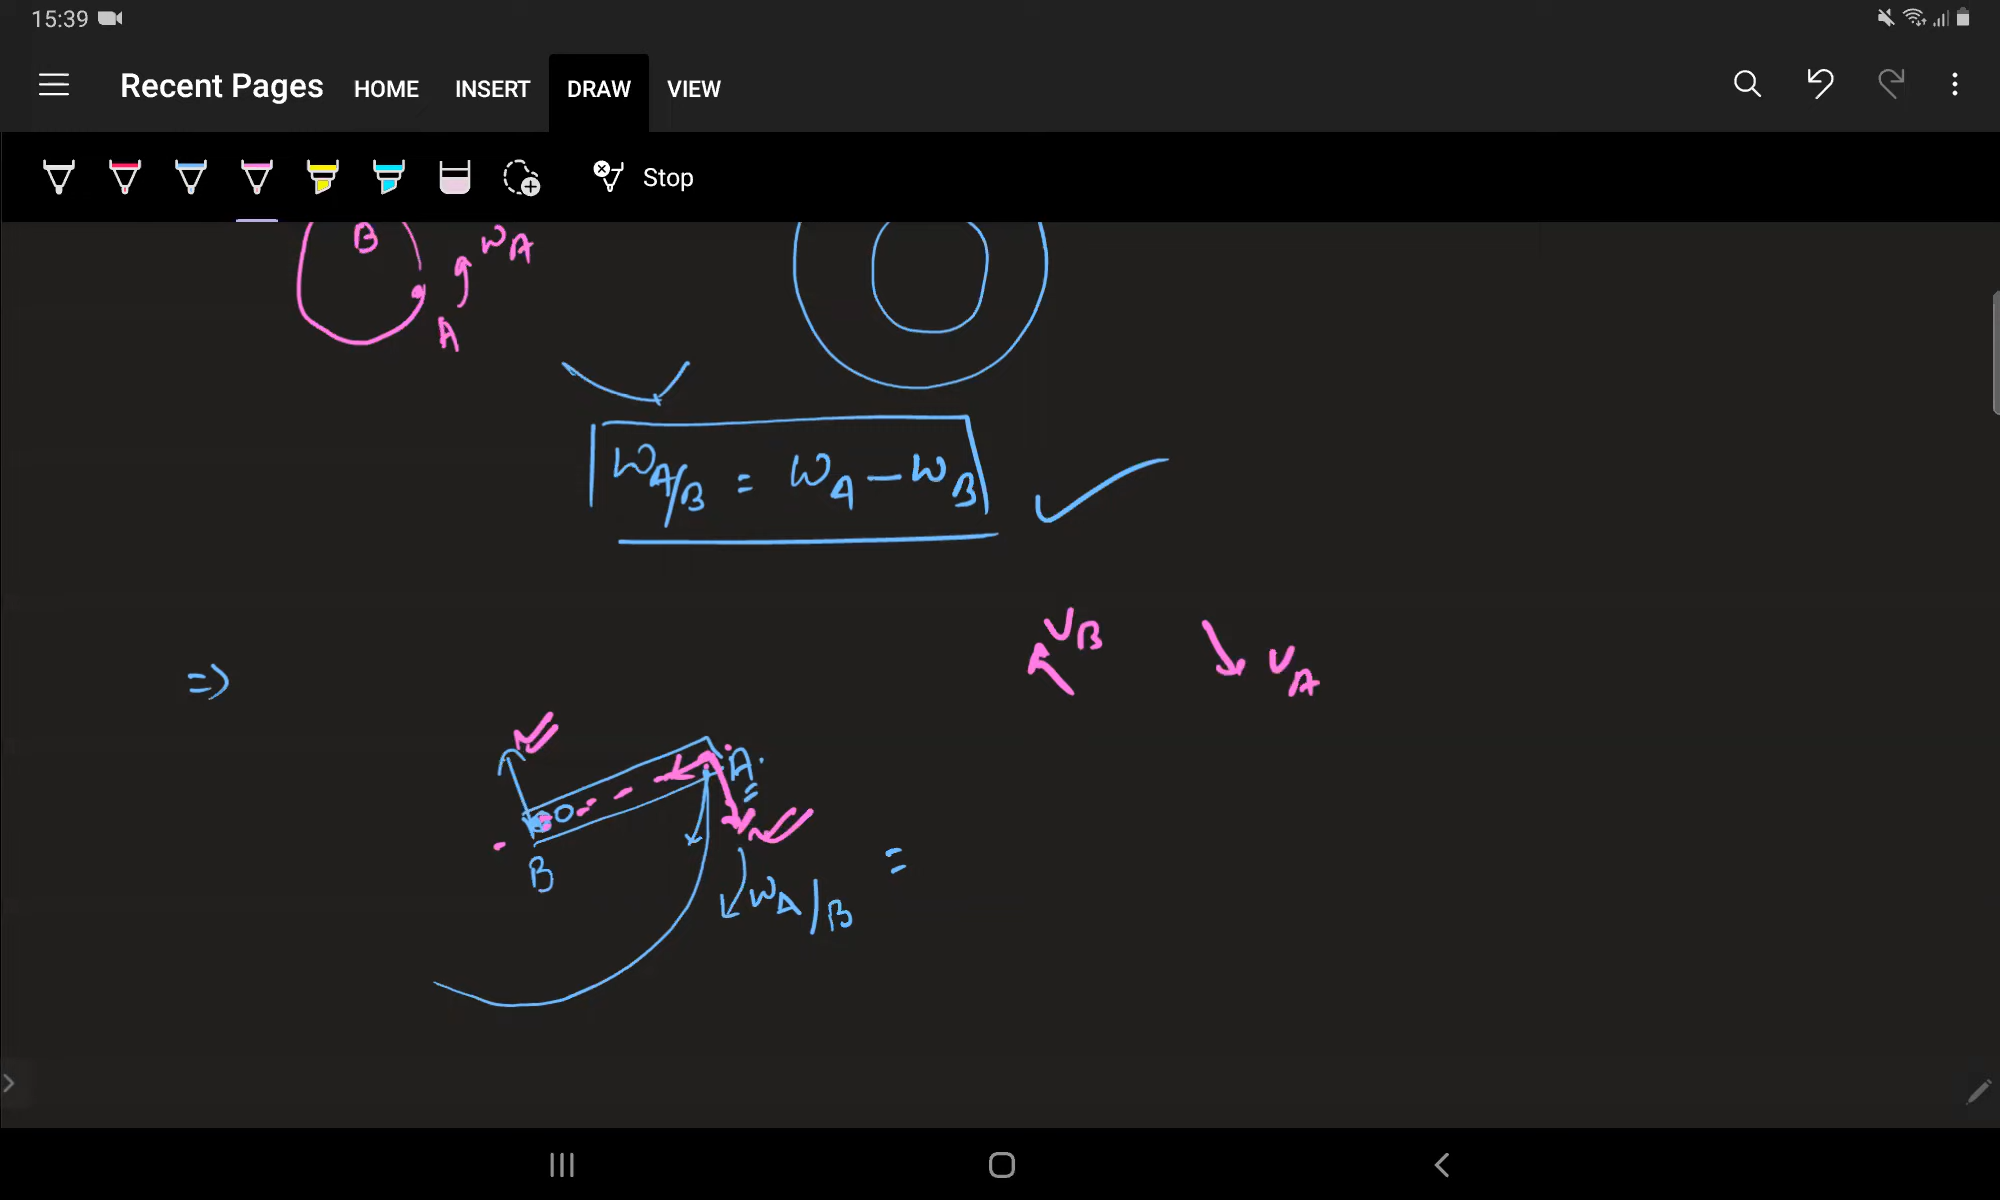 15:39
Recent Pages HOME INSERT DRAW VIEW
Stop
B ωA
A
ωA/B = ωA − ωB
VB
VA
=>
A
B
ωA/B =